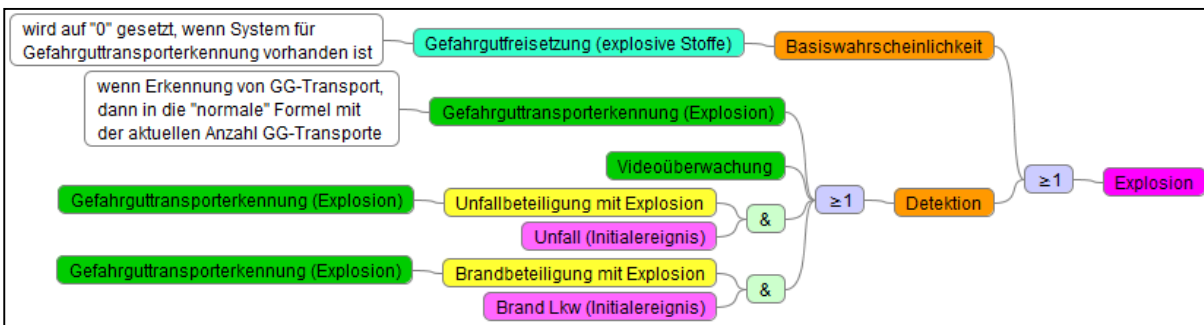 wird auf "0" gesetzt, wenn System für
Gefahrguttransporterkennung vorhanden ist
Gefahrgutfreisetzung (explosive Stoffe)
Basiswahrscheinlichkeit
wenn Erkennung von GG-Transport,
dann in die "normale" Formel mit
der aktuellen Anzahl GG-Transporte
Gefahrguttransporterkennung (Explosion)
Videoüberwachung
≥1
Explosion
Gefahrguttransporterkennung (Explosion)
Unfallbeteiligung mit Explosion
≥1
Detektion
&
Unfall (Initialereignis)
Gefahrguttransporterkennung (Explosion)
Brandbeteiligung mit Explosion
&
Brand Lkw (Initialereignis)